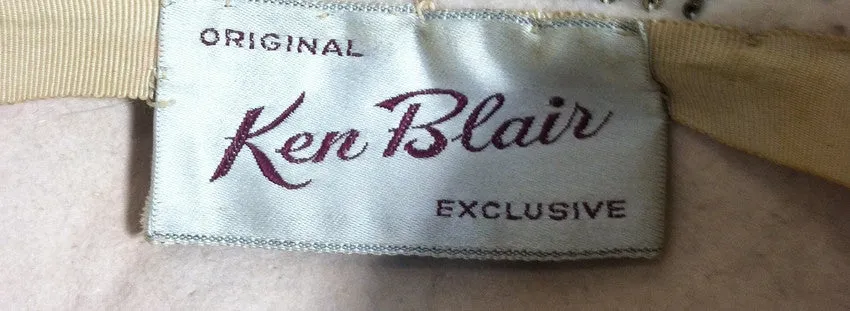 ORIGINAL
Ken Blair
EXCLUSIVE